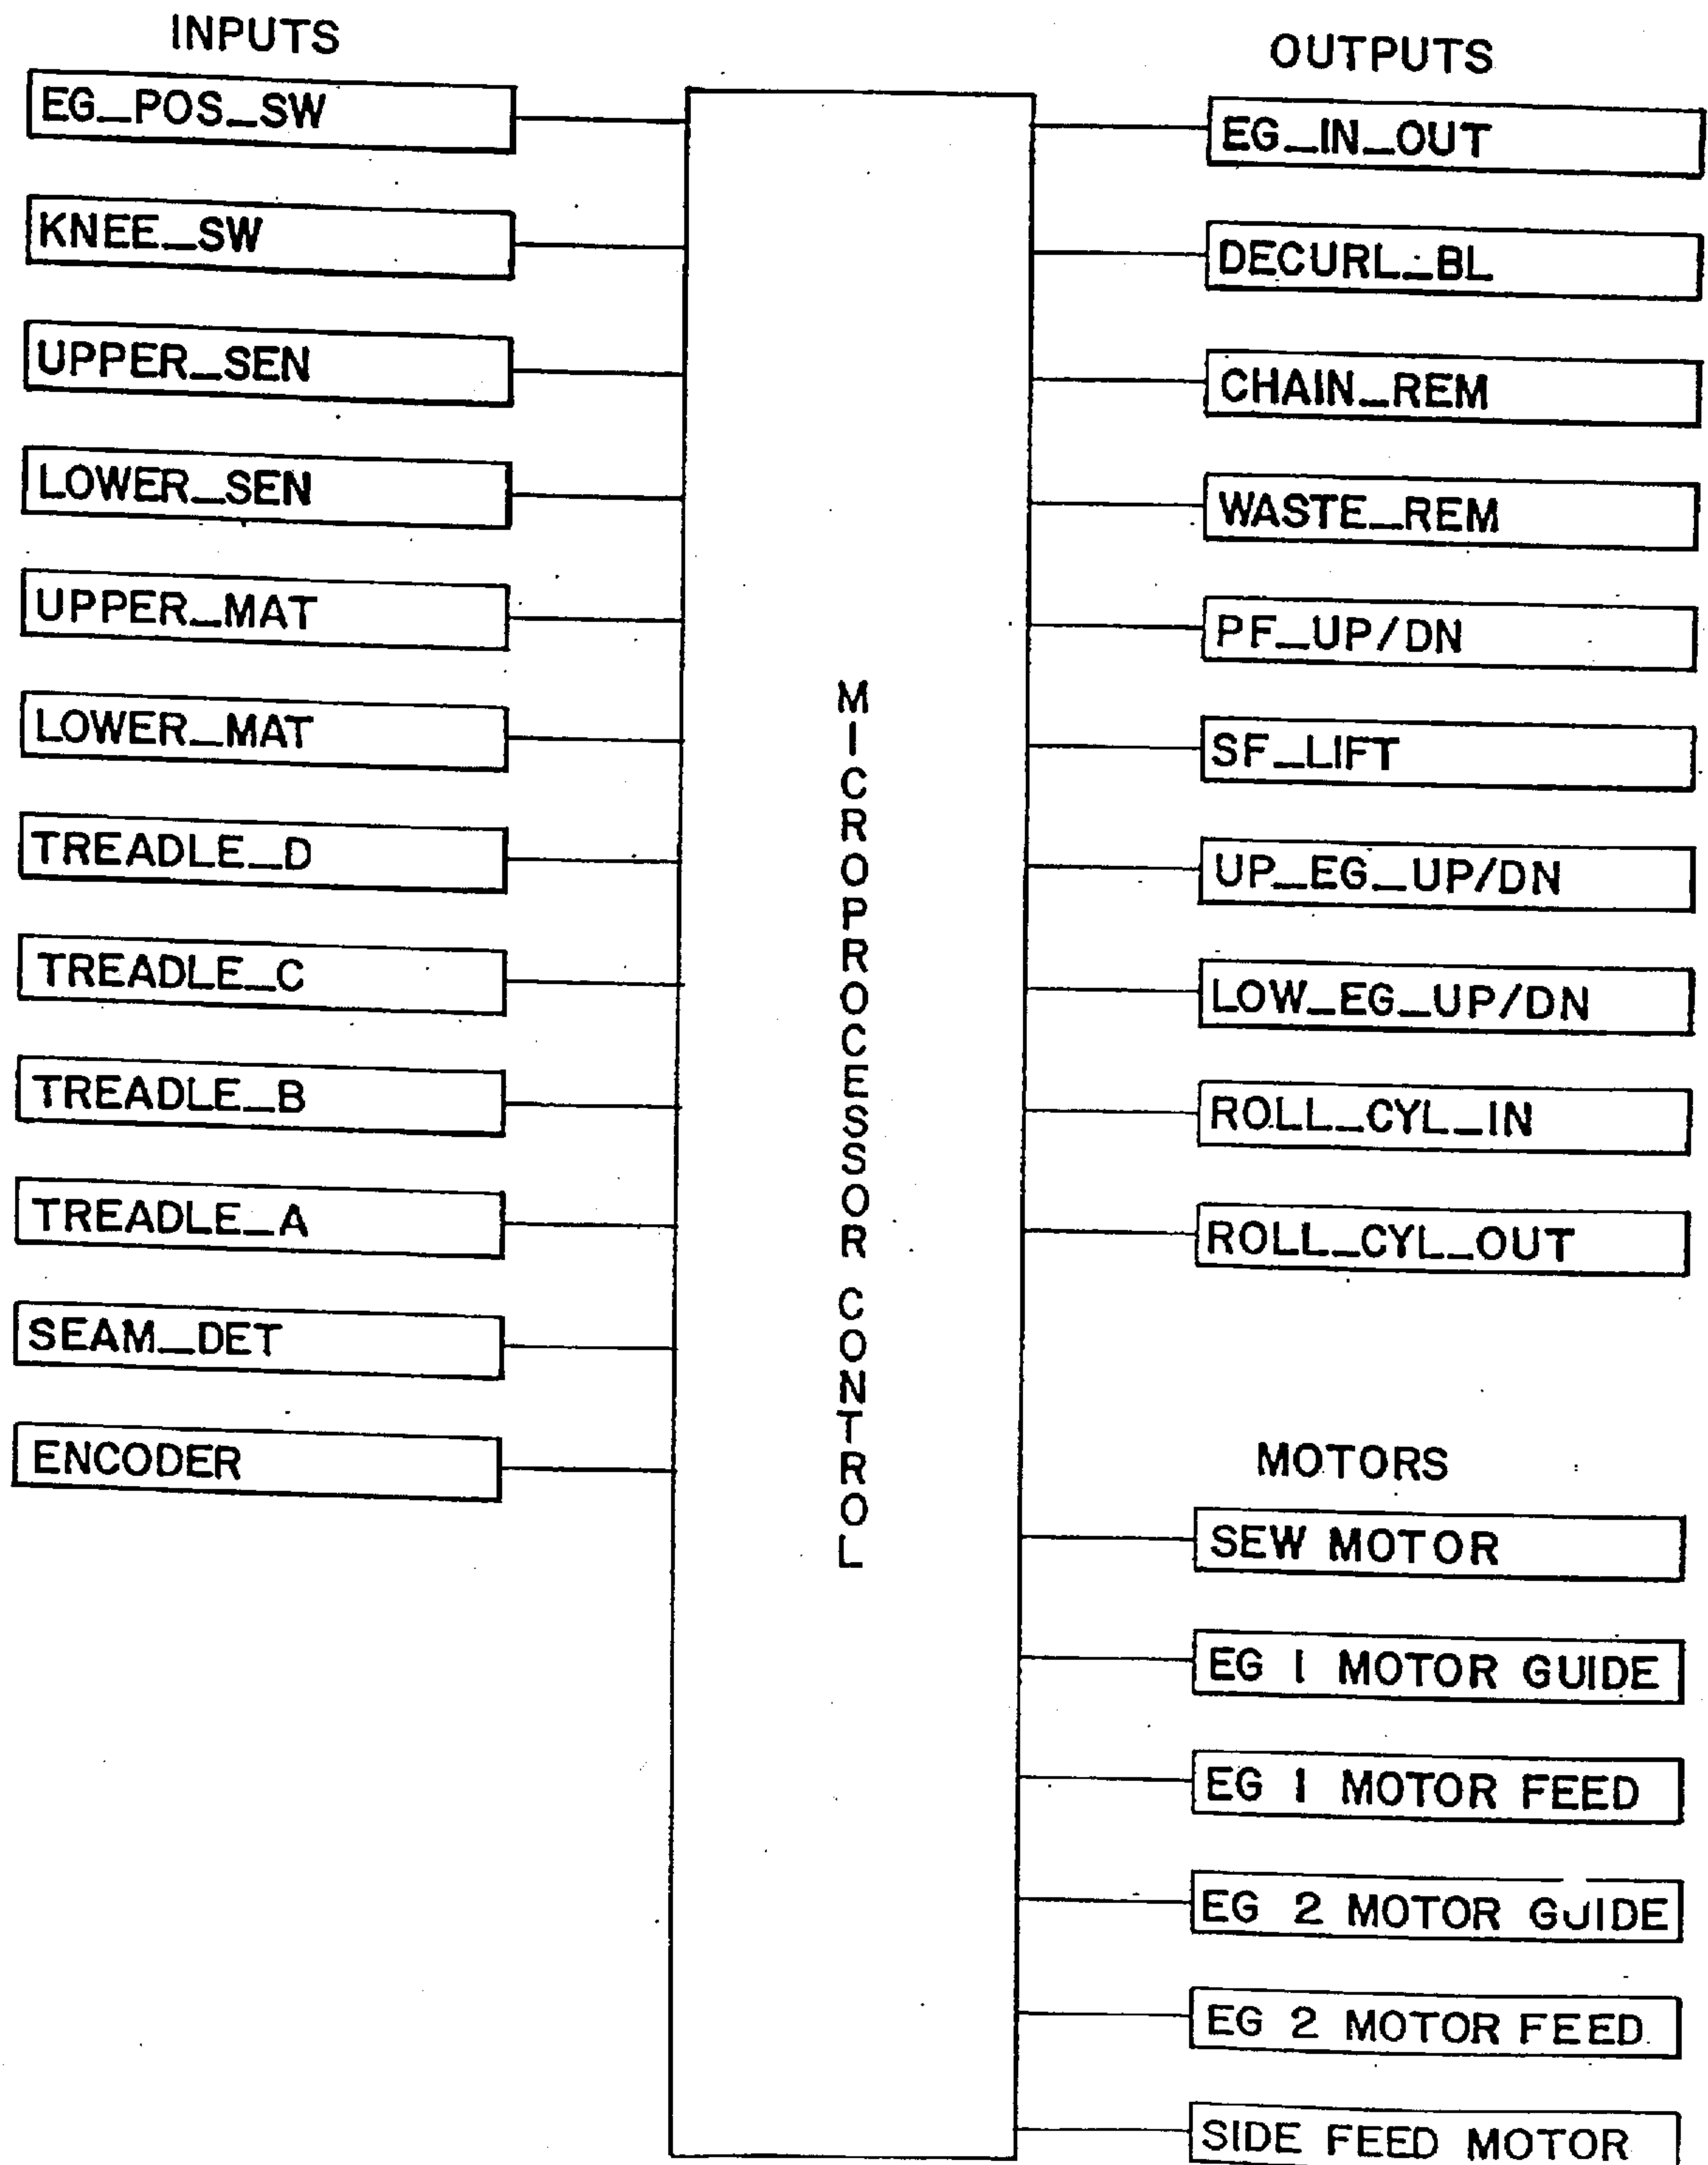 INPUTS
EG_POS_SW
KNEE_SW
UPPER_SEN
LOWER_SEN
UPPER_MAT
LOWER_MAT
TREADLE_D
TREADLE_C
TREADLE_B
TREADLE_A
SEAM_DET
ENCODER
MICROPROCESSOR CONTROL
OUTPUTS
EG_IN_OUT
DECURL_BL
CHAIN_REM
WASTE_REM
PF_UP/DN
SF_LIFT
UP_EG_UP/DN
LOW_EG_UP/DN
ROLL_CYL_IN
ROLL_CYL_OUT
MOTORS
SEW MOTOR
EG 1 MOTOR GUIDE
EG 1 MOTOR FEED
EG 2 MOTOR GUIDE
EG 2 MOTOR FEED
SIDE FEED MOTOR